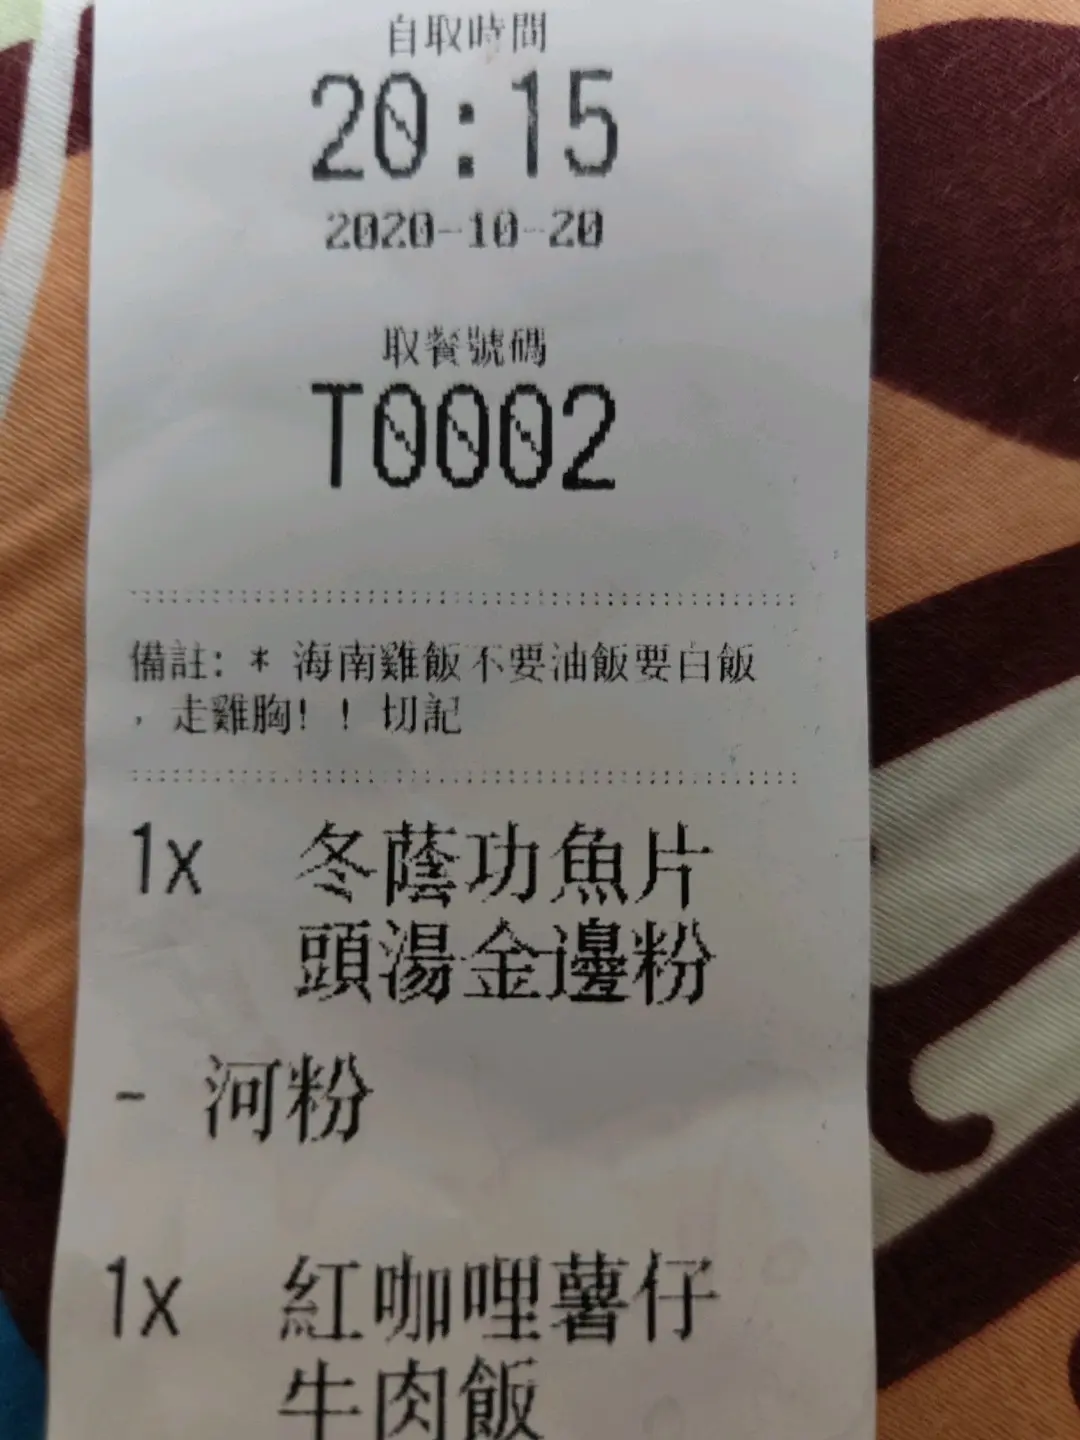 自取時間
20:15
2020-10-20
取餐號碼
T0002
備註: * 海南雞飯不要油飯要白飯
，走雞胸!！切記
1x 冬蔭功魚片
頭湯金邊粉
- 河粉
1x 紅咖哩薯仔
牛肉飯